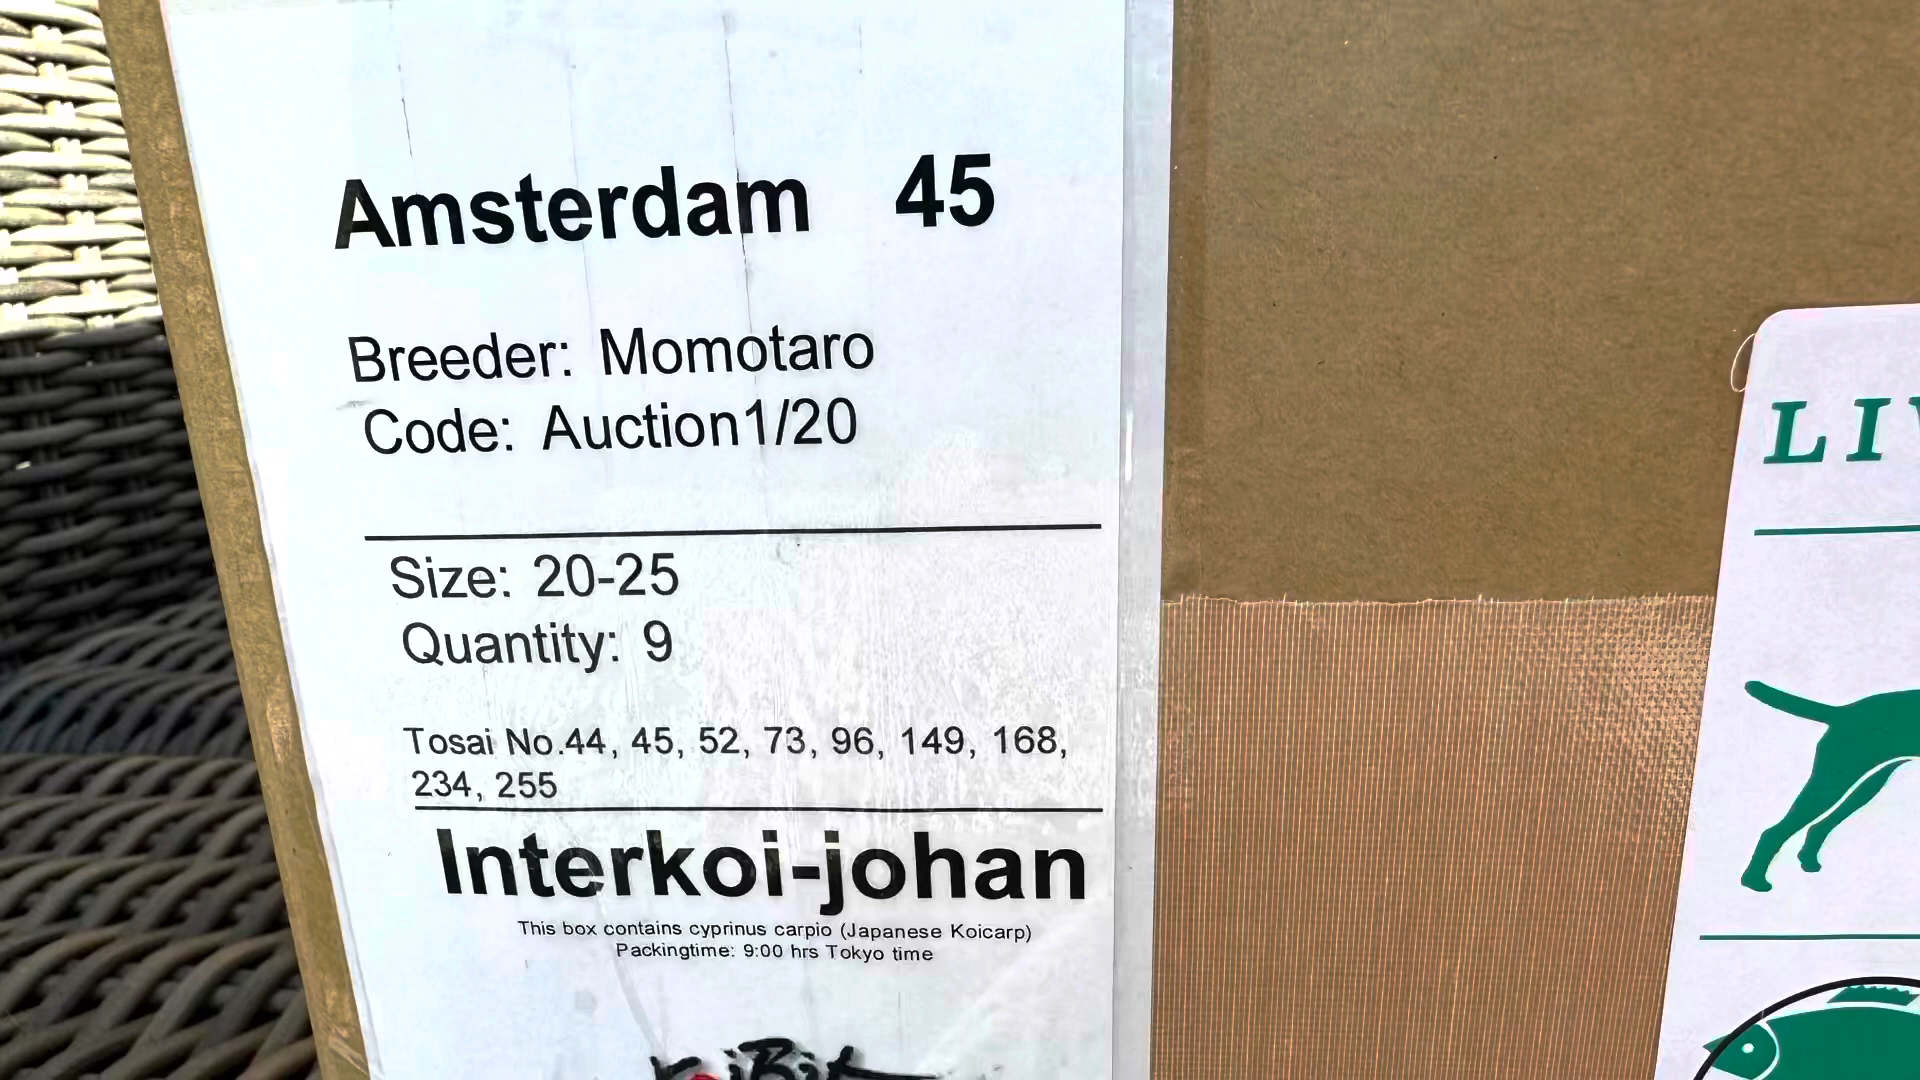 Amsterdam 45
Breeder: Momotaro
Code: Auction1/20
Size: 20-25
Quantity: 9
Tosai No.44, 45, 52, 73, 96, 149, 168,
234, 255
Interkoi-johan
This box contains cyprinus carpio (Japanese Koicarp)
Packingtime: 9:00 hrs Tokyo time